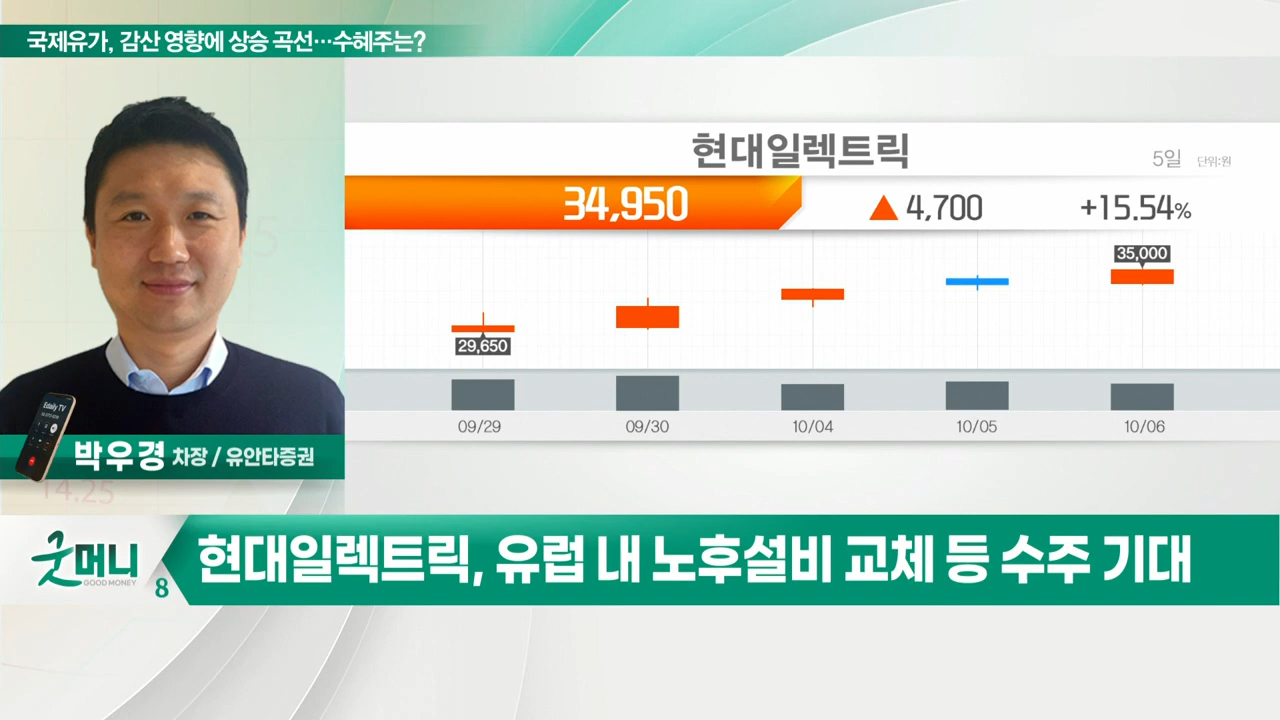 국제유가, 감산 영향에 상승 곡선…수혜주는?
현대일렉트릭
5일 단위:원
34,950 ▲ 4,700 +15.54%
35,000
29,650
09/29 09/30 10/04 10/05 10/06
Edaily TV
박우경 차장 / 유안타증권
14.25
굿머니
GOOD MONEY
8
현대일렉트릭, 유럽 내 노후설비 교체 등 수주 기대